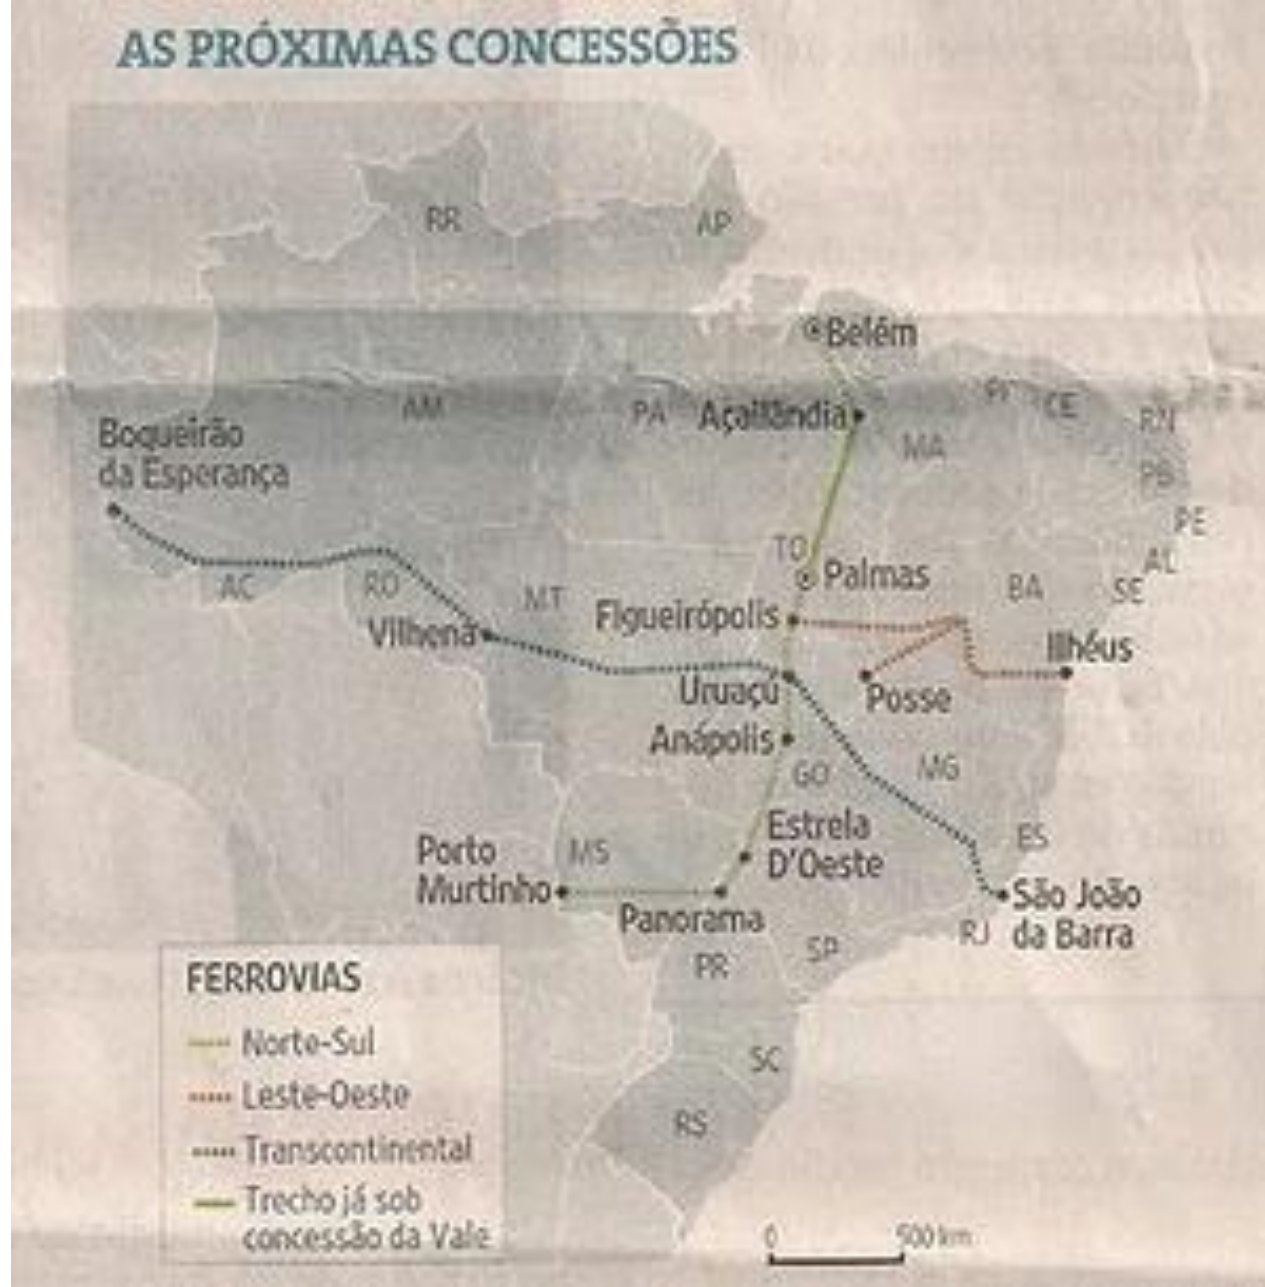 AS PRÓXIMAS CONCESSÕES
RR
AP
Belém
AM
PA
Açailândia
MA
PI
CE
RN
PB
PE
AL
SE
BA
Boqueirão
da Esperança
AC
RO
MT
TO
Palmas
Vilhena
Figueirópolis
Ilhéus
Uruaçú
Posse
Anápolis
GO
MG
ES
Estrela
D'Oeste
Porto
Murtinho
MS
Panorama
São João
da Barra
RJ
SP
PR
SC
RS
FERROVIAS
Norte-Sul
Leste-Oeste
Transcontinental
Trecho já sob
concessão da Vale
0 500 km